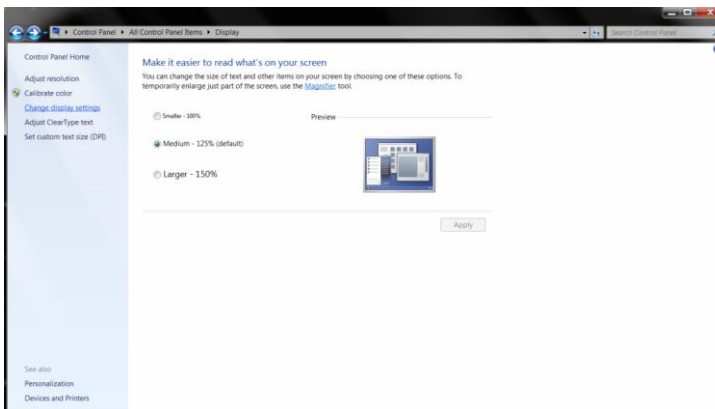 Control Panel ▸ All Control Panel Items ▸ Display
Search Control Panel
Control Panel Home
Adjust resolution
Calibrate color
Change display settings
Adjust ClearType text
Set custom text size (DPI)
Make it easier to read what's on your screen
You can change the size of text and other items on your screen by choosing one of these options. To
temporarily enlarge just part of the screen, use the Magnifier tool.
Smaller - 100%
Preview
Medium - 125% (default)
Larger - 150%
Apply
See also
Personalization
Devices and Printers